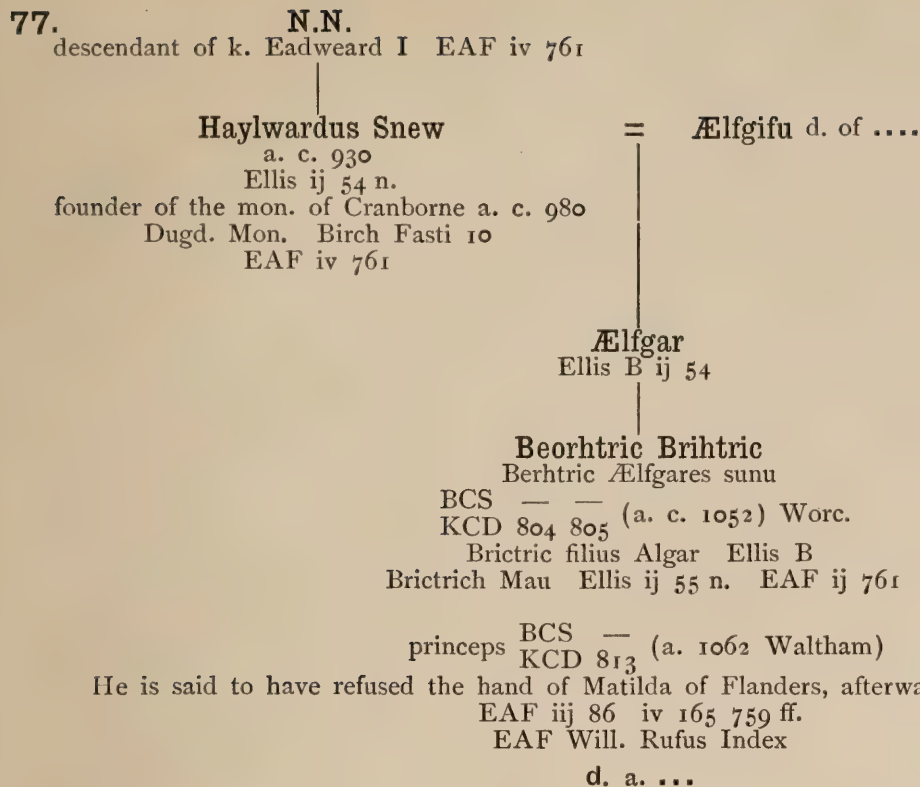 77. N.N.
descendant of k. Eadweard I EAF iv 761
Haylwardus Snew = Ælfgifu d. of ....
a. c. 930
Ellis ij 54 n.
founder of the mon. of Cranborne a. c. 980
Dugd. Mon. Birch Fasti 10
EAF iv 761
Ælfgar
Ellis B ij 54
Beorhtric Brihtric
Berhtric Ælfgares sunu
BCS — —
KCD 804 805 (a. c. 1052) Worc.
Brictric filius Algar Ellis B
Brictrich Mau Ellis ij 55 n. EAF ij 761
princeps BCS —
KCD 813 (a. 1062 Waltham)
He is said to have refused the hand of Matilda of Flanders, afterwa
EAF iij 86 iv 165 759 ff.
EAF Will. Rufus Index
d. a. ...